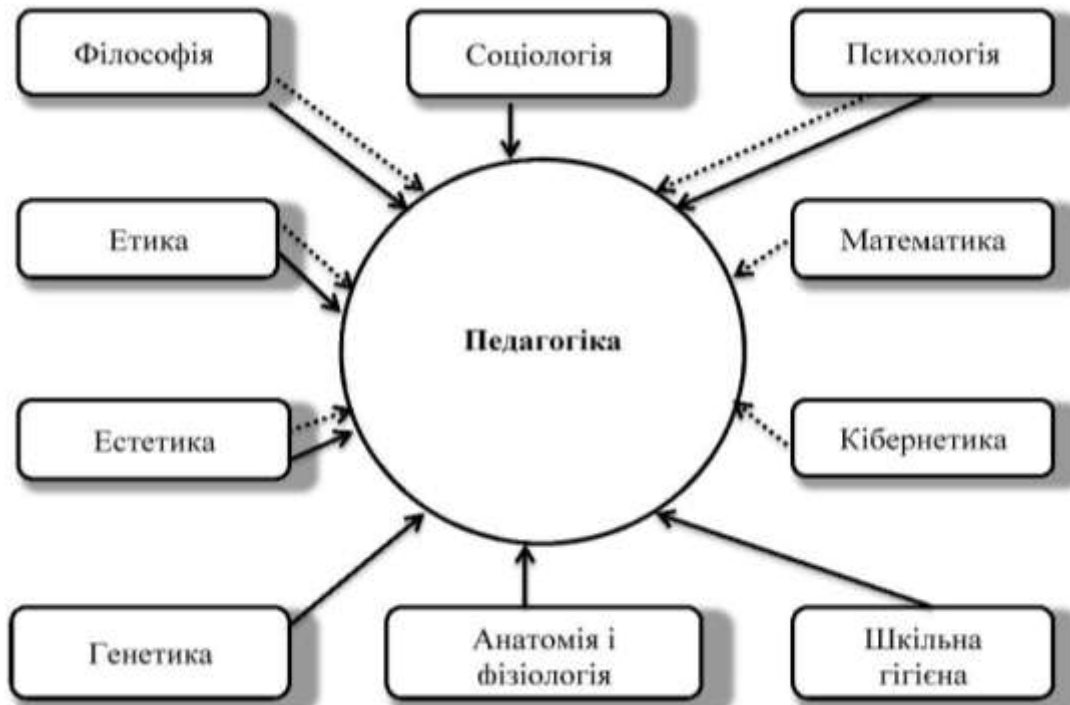 Філософія
Соціологія
Психологія
Етика
Математика
Педагогіка
Естетика
Кібернетика
Генетика
Анатомія і
фізіологія
Шкільна
гігієна